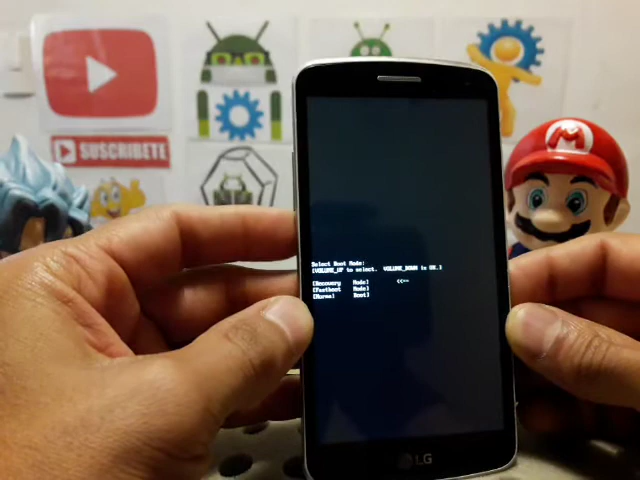 SUSCRIBETE
M
Select Boot Mode:
[VOLUME_UP to select. VOLUME_DOWN is OK.]
[Recovery Mode] <<==
[Fastboot Mode]
[Normal Boot]
LG